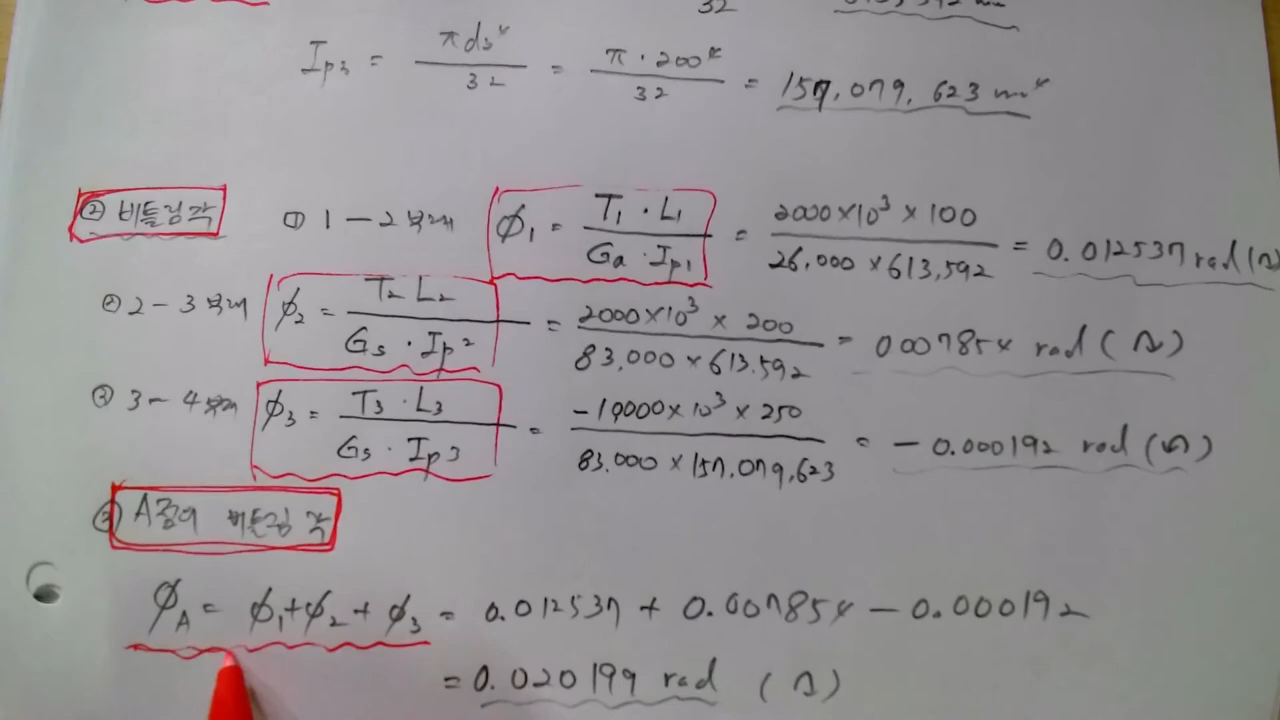 32
Ip3 = πd3⁴/32 = π · 200⁴/32 = 157,079,623 mm⁴
② 비틀림각 ① 1 — 2부재 ϕ1 = T1 · L1/Ga · Ip1 = 2000×10³ × 100/26,000 × 613,592 = 0.012537 rad
② 2 – 3 부재 ϕ2 = T2 L2/Gs · Ip2 = 2000×10³ × 200/83,000 × 613.592 = 0.007854 rad
③ 3 – 4부재 ϕ3 = T3 · L3/Gs · Ip3 = -19000×10³ × 250/83.000 × 157,079,623 = - 0.000192 rad
③ A점의 비틀림 각
ϕA = ϕ1+ϕ2 + ϕ3 = 0.012537 + 0.007854 – 0.000192
= 0.020199 rad